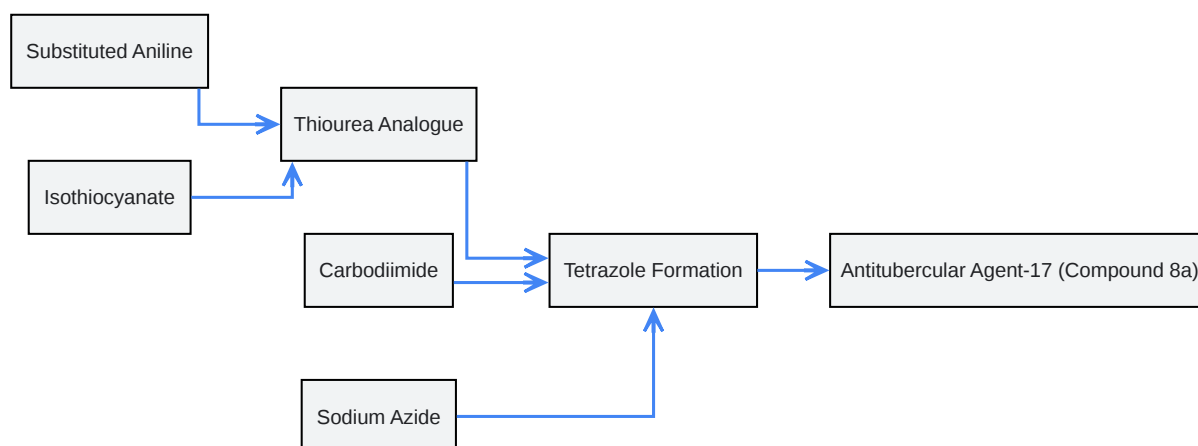 Substituted Aniline
Thiourea Analogue
Isothiocyanate
Carbodiimide
Tetrazole Formation
Antitubercular Agent-17 (Compound 8a)
Sodium Azide